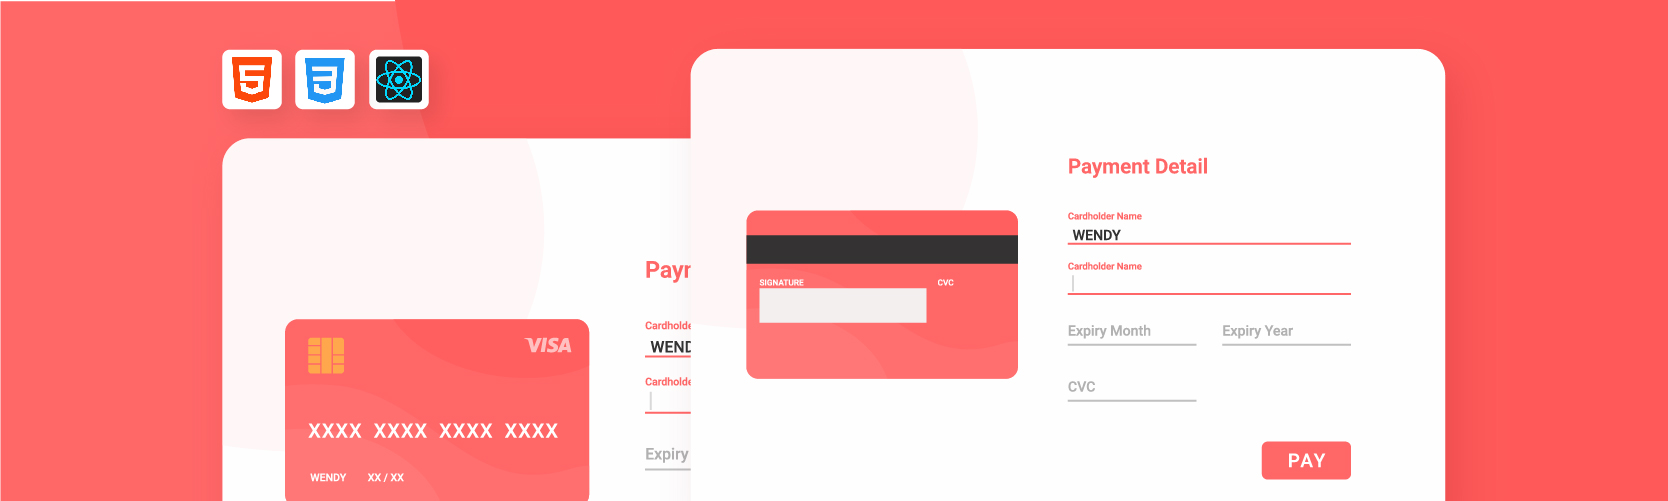 Payment Detail
Cardholder Name
WENDY
Cardholder Name
Expiry Month Expiry Year
CVC
PAY
SIGNATURE CVC
Payn
Cardholde
WEND
Cardholde
Expiry
VISA
XXXX XXXX XXXX XXXX
WENDY XX / XX